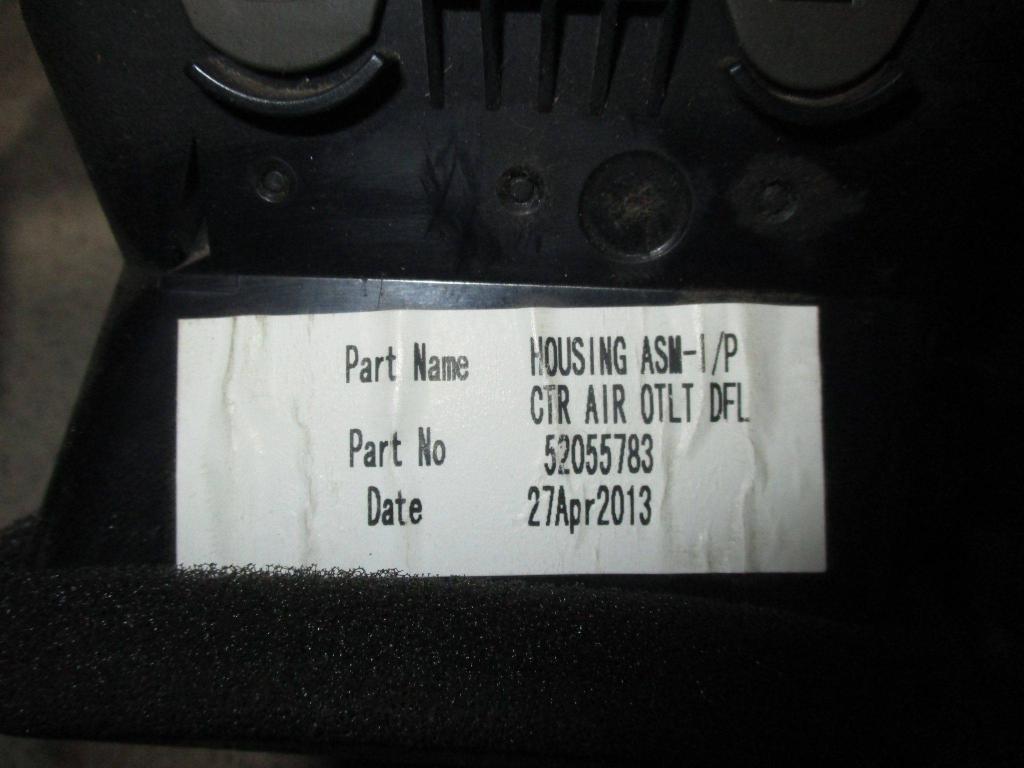 Part Name HOUSING ASM-I/P
CTR AIR OTLT DFL
Part No 52055783
Date 27Apr2013